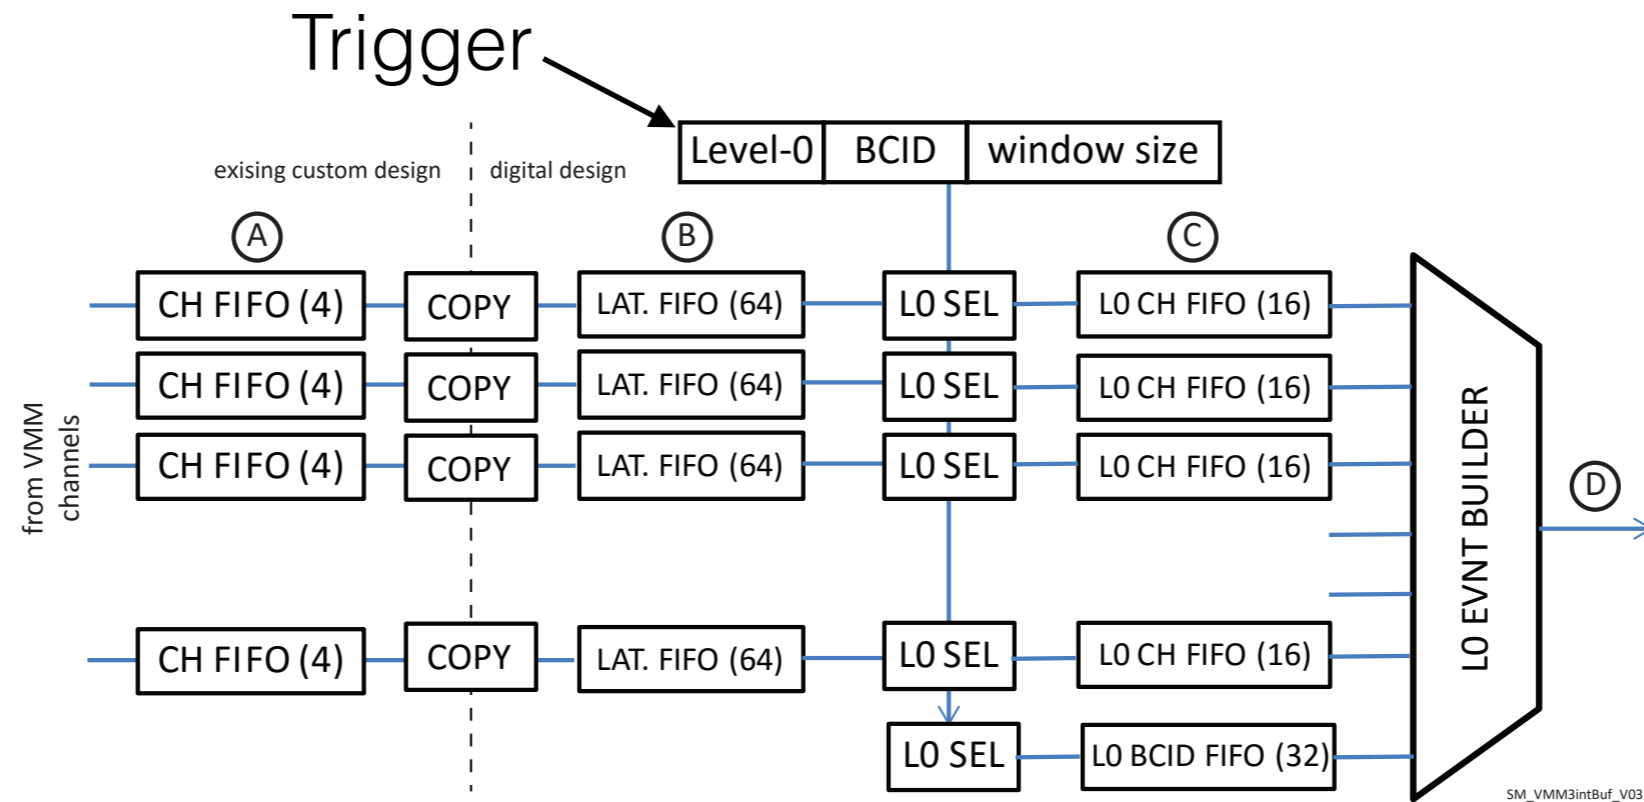 Trigger
Level-0 BCID window size
exising custom design digital design
A B C
CH FIFO (4) COPY LAT. FIFO (64) L0 SEL L0 CH FIFO (16)
CH FIFO (4) COPY LAT. FIFO (64) L0 SEL L0 CH FIFO (16)
CH FIFO (4) COPY LAT. FIFO (64) L0 SEL L0 CH FIFO (16)
from VMM
channels
L0 EVNT BUILDER
D
CH FIFO (4) COPY LAT. FIFO (64) L0 SEL L0 CH FIFO (16)
L0 SEL L0 BCID FIFO (32)
SM_VMM3intBuf_V03